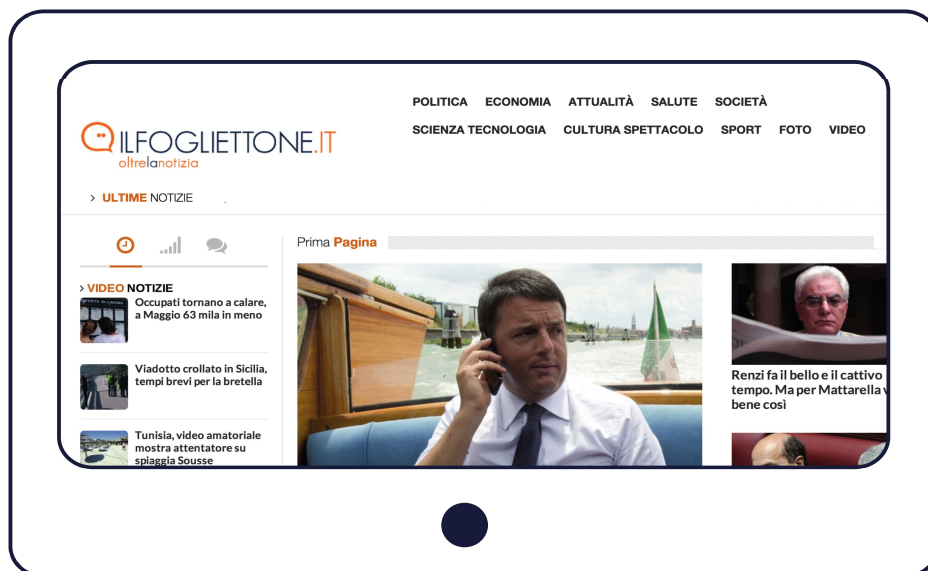 POLITICA ECONOMIA ATTUALITÀ SALUTE SOCIETÀ
SCIENZA TECNOLOGIA CULTURA SPETTACOLO SPORT FOTO VIDEO
ILFOGLIETTONE.IT
oltrelanotizia
> ULTIME NOTIZIE
Prima Pagina
> VIDEO NOTIZIE
Occupati tornano a calare,
a Maggio 63 mila in meno
Viadotto crollato in Sicilia,
tempi brevi per la bretella
Tunisia, video amatoriale
mostra attentatore su
spiaggia Sousse
Renzi fa il bello e il cattivo
tempo. Ma per Mattarella
bene così